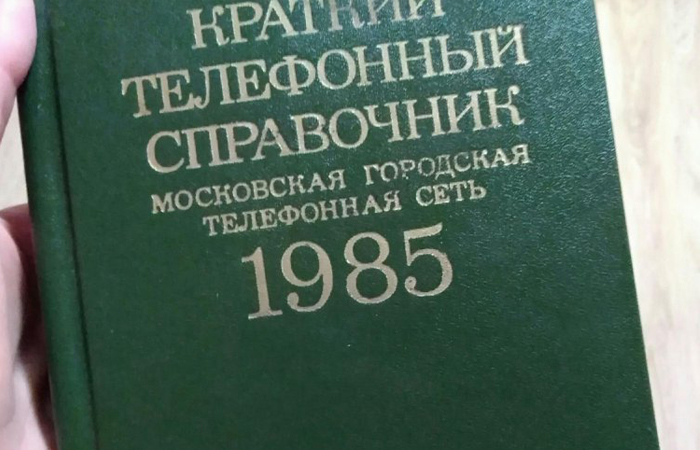 КРАТКИЙ
ТЕЛЕФОННЫЙ
СПРАВОЧНИК
МОСКОВСКАЯ ГОРОДСКАЯ
ТЕЛЕФОННАЯ СЕТЬ
1985